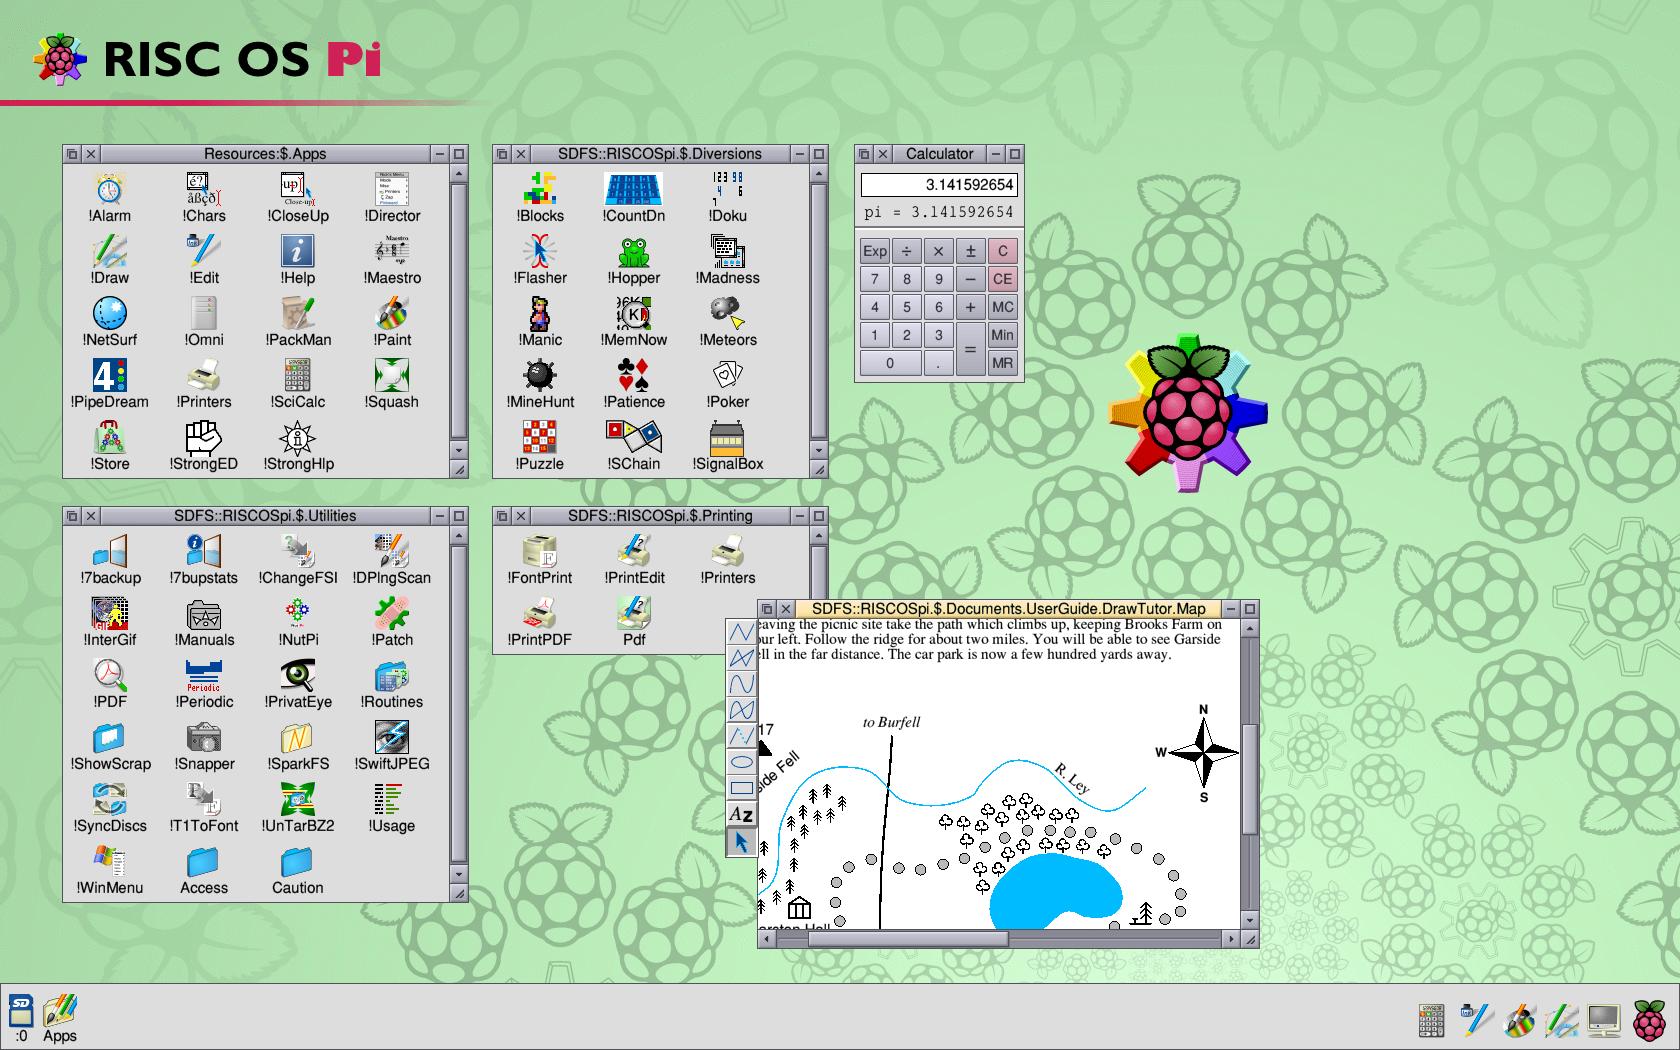 RISC OS Pi
Resources:$.Apps
!Alarm !Chars !CloseUp !Director
!Draw !Edit !Help !Maestro
!NetSurf !Omni !PackMan !Paint
!PipeDream !Printers !SciCalc !Squash
!Store !StrongED !StrongHlp
SDFS::RISCOSpi.$.Diversions
!Blocks !CountDn !Doku
!Flasher !Hopper !Madness
!Manic !MemNow !Meteors
!MineHunt !Patience !Poker
!Puzzle !SChain !SignalBox
Calculator
3.141592654
pi = 3.141592654
Exp ÷ × ± C
7 8 9 − CE
4 5 6 + MC
1 2 3 = Min
0 . MR
SDFS::RISCOSpi.$.Utilities
!7backup !7bupstats !ChangeFSI !DPlngScan
!InterGif !Manuals !NutPi !Patch
!PDF !Periodic !PrivatEye !Routines
!ShowScrap !Snapper !SparkFS !SwiftJPEG
!SyncDiscs !T1ToFont !UnTarBZ2 !Usage
!WinMenu Access Caution
SDFS::RISCOSpi.$.Printing
!FontPrint !PrintEdit !Printers
!PrintPDF Pdf
SDFS::RISCOSpi.$.Documents.UserGuide.DrawTutor.Map
eaving the picnic site take the path which climbs up, keeping Brooks Farm on
our left. Follow the ridge for about two miles. You will be able to see Garside
ell in the far distance. The car park is now a few hundred yards away.
to Burfell
17
side Fell
R. Ley
N
W
S
Az
SD
:0 Apps